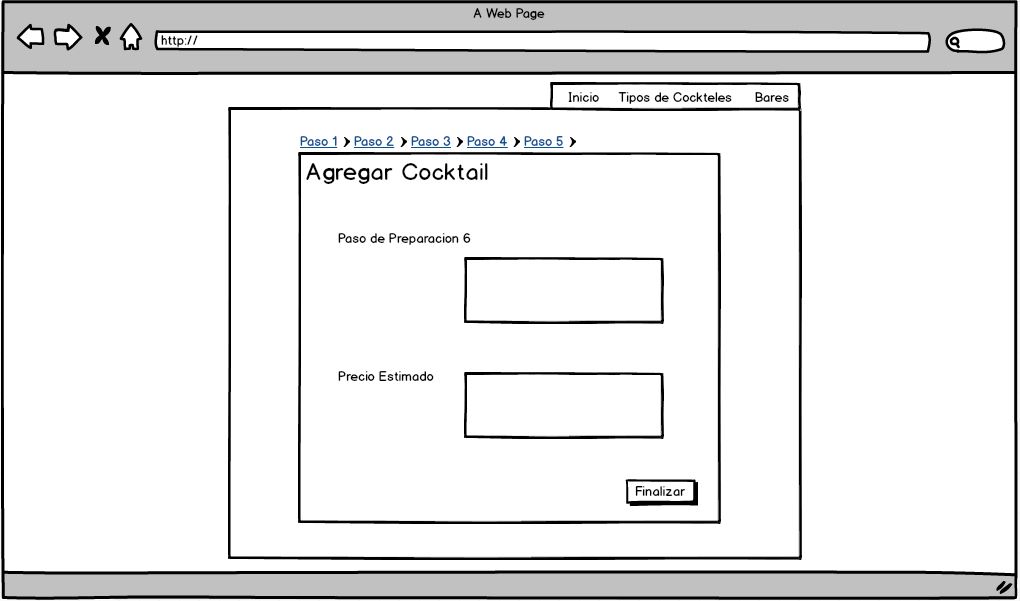 A Web Page
http://
Inicio Tipos de Cockteles Bares
Paso 1 Paso 2 Paso 3 Paso 4 Paso 5
Agregar Cocktail
Paso de Preparacion 6
Precio Estimado
Finalizar